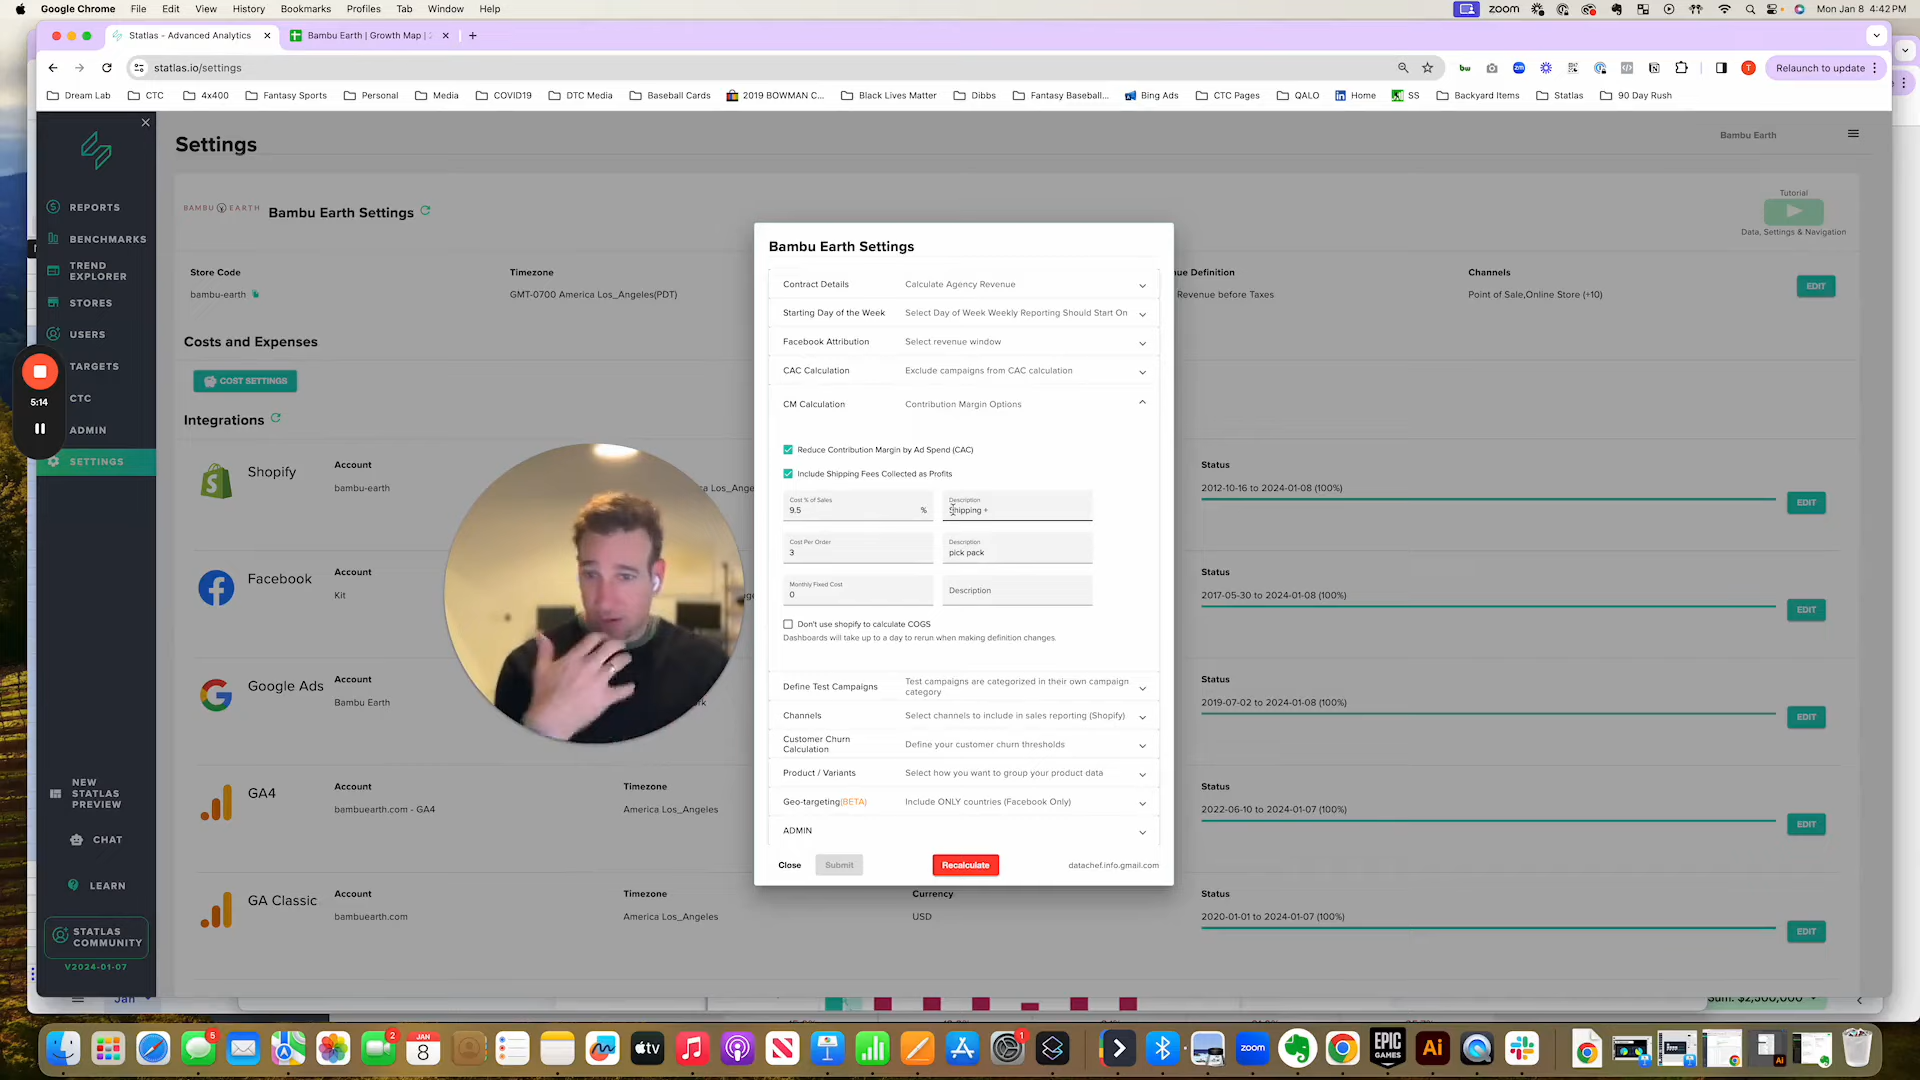 Google Chrome File Edit View History Bookmarks Profiles Tab Window Help
zoom Mon Jan 8 4:42 PM
Statlas - Advanced Analytics
Bambu Earth | Growth Map |
statlas.io/settings
Relaunch to update
Dream Lab CTC 4x400 Fantasy Sports Personal Media COVID19 DTC Media Baseball Cards 2019 BOWMAN C... Black Lives Matter Dibbs Fantasy Baseball... Bing Ads CTC Pages QALO Home SS Backyard Items Statlas 90 Day Rush
REPORTS
BENCHMARKS
TREND
EXPLORER
STORES
USERS
TARGETS
CTC
ADMIN
SETTINGS
5:14
NEW
STATLAS
PREVIEW
CHAT
LEARN
STATLAS
COMMUNITY
V2024-01-07
Settings
Bambu Earth
BAMBU EARTH
Bambu Earth Settings
Tutorial
Data, Settings & Navigation
Store Code
bambu-earth
Timezone
GMT-0700 America Los_Angeles(PDT)
Definition
Revenue before Taxes
Channels
Point of Sale,Online Store (+10)
EDIT
Costs and Expenses
COST SETTINGS
Integrations
Shopify
Account
bambu-earth
Status
2012-10-16 to 2024-01-08 (100%)
EDIT
Facebook
Account
Kit
Status
2017-05-30 to 2024-01-08 (100%)
EDIT
Google Ads
Account
Bambu Earth
Status
2019-07-02 to 2024-01-08 (100%)
EDIT
GA4
Account
bambuearth.com - GA4
Timezone
America Los_Angeles
Status
2022-06-10 to 2024-01-07 (100%)
EDIT
GA Classic
Account
bambuearth.com
Timezone
America Los_Angeles
Currency
USD
Status
2020-01-01 to 2024-01-07 (100%)
EDIT
Bambu Earth Settings
Contract Details Calculate Agency Revenue
Starting Day of the Week Select Day of Week Weekly Reporting Should Start On
Facebook Attribution Select revenue window
CAC Calculation Exclude campaigns from CAC calculation
CM Calculation Contribution Margin Options
Reduce Contribution Margin by Ad Spend (CAC)
Include Shipping Fees Collected as Profits
Cost % of Sales
9.5 %
Description
Shipping +
Cost Per Order
3
Description
pick pack
Monthly Fixed Cost
0
Description
Don't use shopify to calculate COGS
Dashboards will take up to a day to rerun when making definition changes.
Define Test Campaigns
Test campaigns are categorized in their own campaign
category
Channels Select channels to include in sales reporting (Shopify)
Customer Churn
Calculation
Define your customer churn thresholds
Product / Variants Select how you want to group your product data
Geo-targeting(BETA) Include ONLY countries (Facebook Only)
ADMIN
Close Submit Recalculate datachef.info.gmail.com
Jan
5
2
JAN
8
tv
1
zoom
EPIC
GAMES
Ai